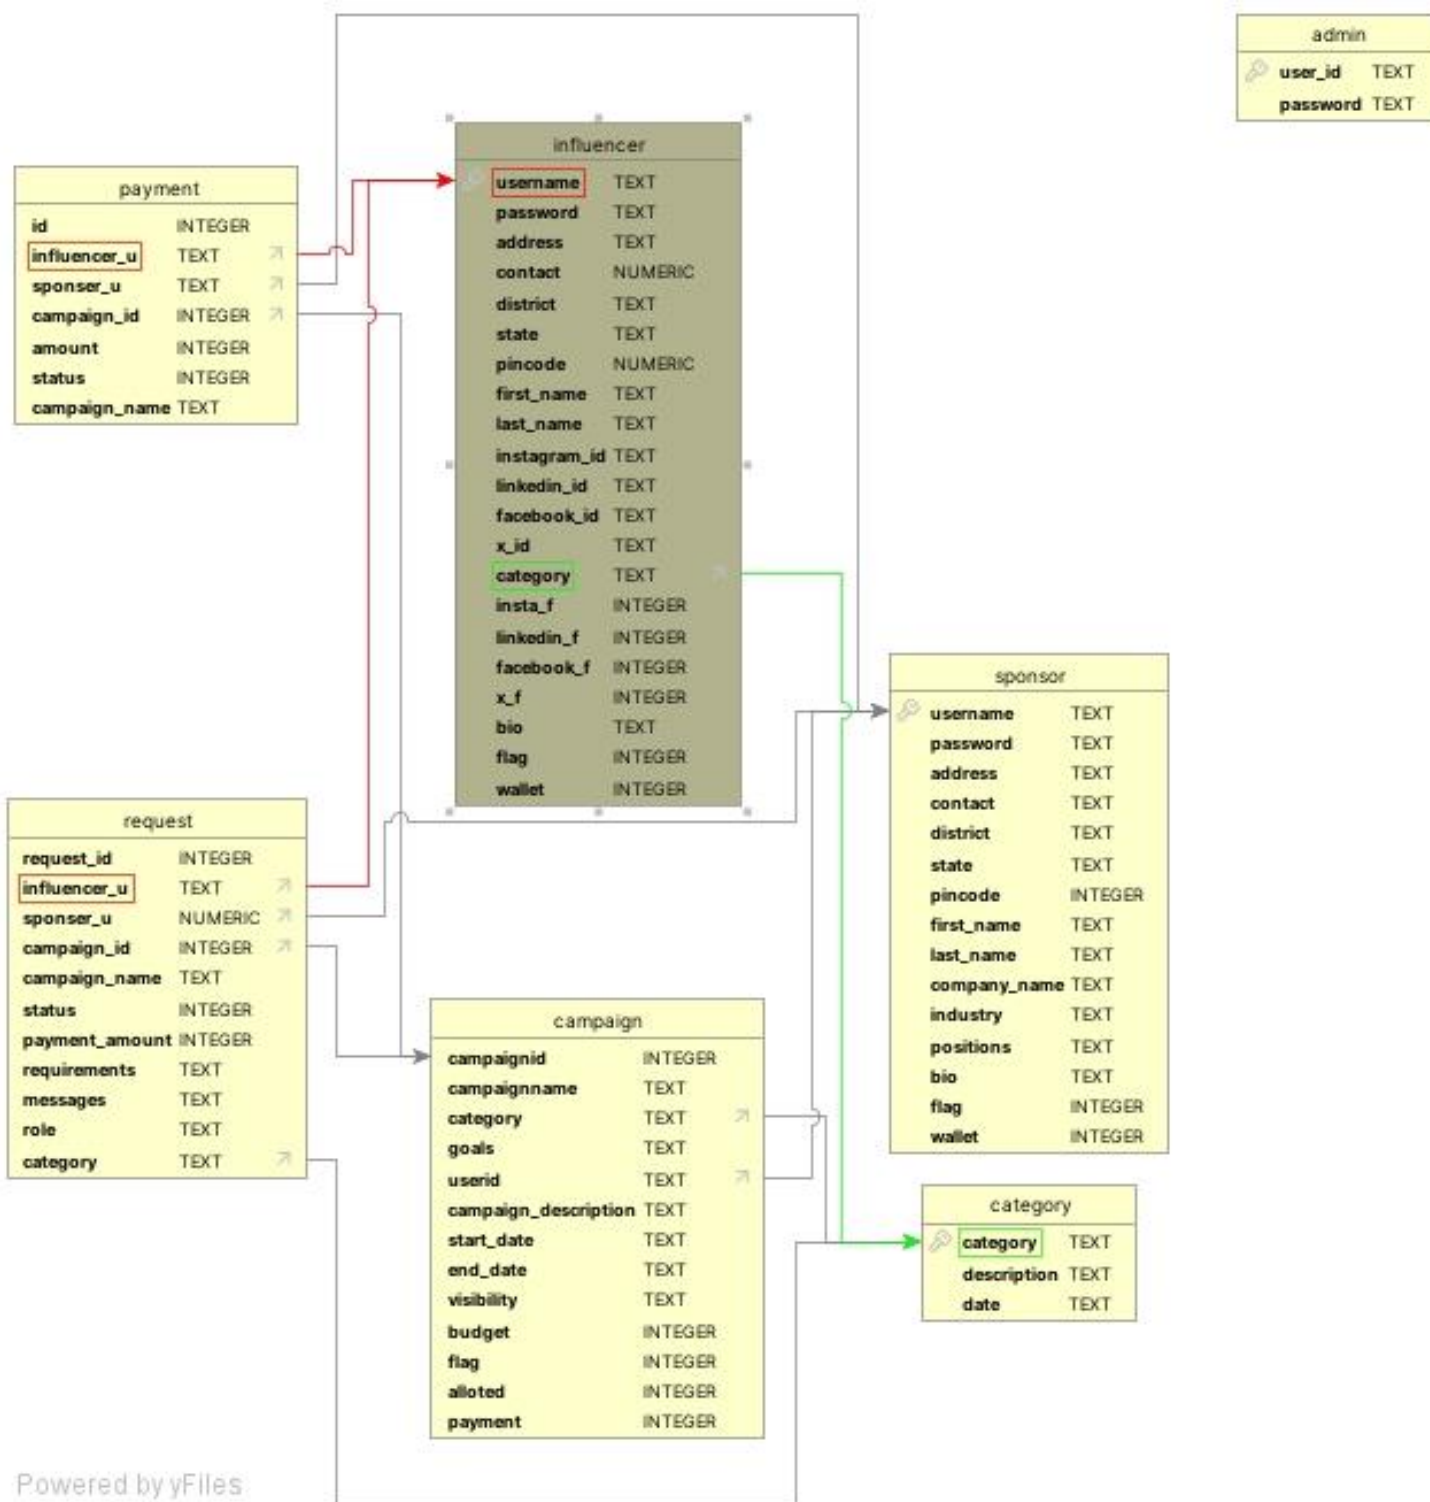 admin
user_id TEXT
password TEXT
influencer
username TEXT
password TEXT
address TEXT
contact NUMERIC
district TEXT
state TEXT
pincode NUMERIC
first_name TEXT
last_name TEXT
instagram_id TEXT
linkedin_id TEXT
facebook_id TEXT
x_id TEXT
category TEXT
insta_f INTEGER
linkedin_f INTEGER
facebook_f INTEGER
x_f INTEGER
bio TEXT
flag INTEGER
wallet INTEGER
payment
id INTEGER
influencer_u TEXT
sponser_u TEXT
campaign_id INTEGER
amount INTEGER
status INTEGER
campaign_name TEXT
sponsor
username TEXT
password TEXT
address TEXT
contact TEXT
district TEXT
state TEXT
pincode INTEGER
first_name TEXT
last_name TEXT
company_name TEXT
industry TEXT
positions TEXT
bio TEXT
flag INTEGER
wallet INTEGER
request
request_id INTEGER
influencer_u TEXT
sponser_u NUMERIC
campaign_id INTEGER
campaign_name TEXT
status INTEGER
payment_amount INTEGER
requirements TEXT
messages TEXT
role TEXT
category TEXT
campaign
campaignid INTEGER
campaignname TEXT
category TEXT
goals TEXT
userid TEXT
campaign_description TEXT
start_date TEXT
end_date TEXT
visibility TEXT
budget INTEGER
flag INTEGER
alloted INTEGER
payment INTEGER
category
category TEXT
description TEXT
date TEXT
Powered by yFiles